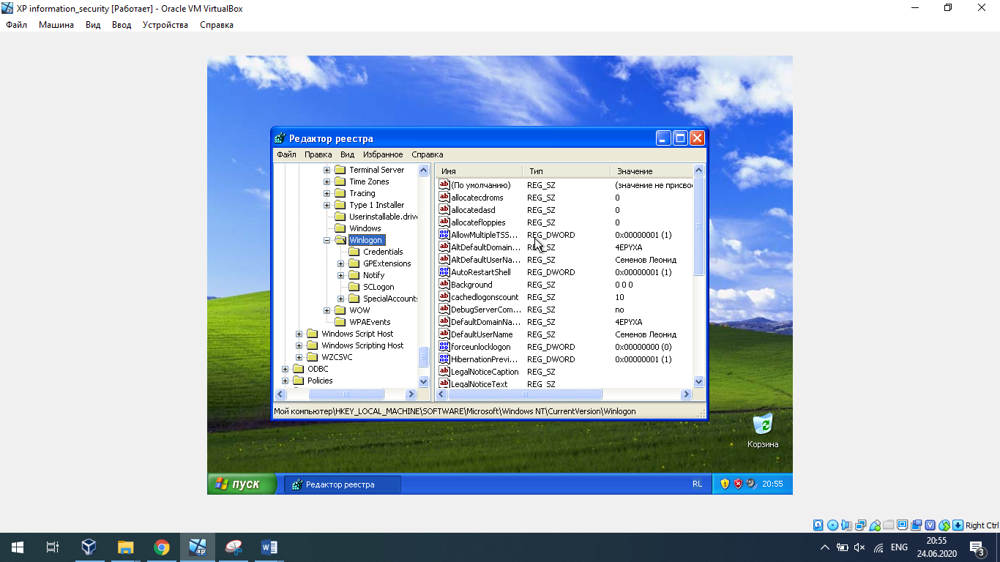 XP information_security [Работает] - Oracle VM VirtualBox
Файл Машина Вид Ввод Устройства Справка
Редактор реестра
Файл Правка Вид Избранное Справка
Terminal Server
Time Zones
Tracing
Type 1 Installer
Userinstallable.drive
Windows
Winlogon
Credentials
GPExtensions
Notify
SCLogon
SpecialAccounts
WOW
WPAEvents
Windows Script Host
Windows Scripting Host
WZCSVC
ODBC
Policies
Имя Тип Значение
(По умолчанию) REG_SZ (значение не присво
allocatecdroms REG_SZ 0
allocatedasd REG_SZ 0
allocatefloppies REG_SZ 0
AllowMultipleTSS... REG_DWORD 0x00000001 (1)
AltDefaultDomain... REG_SZ 4EPYXA
AltDefaultUserNa... REG_SZ Семенов Леонид
AutoRestartShell REG_DWORD 0x00000001 (1)
Background REG_SZ 0 0 0
cachedlogonscount REG_SZ 10
DebugServerCom... REG_SZ no
DefaultDomainNa... REG_SZ 4EPYXA
DefaultUserName REG_SZ Семенов Леонид
forceunlocklogon REG_DWORD 0x00000000 (0)
HibernationPrevi... REG_DWORD 0x00000001 (1)
LegalNoticeCaption REG_SZ
LegalNoticeText REG_SZ
Мой компьютер\HKEY_LOCAL_MACHINE\SOFTWARE\Microsoft\Windows NT\CurrentVersion\Winlogon
Корзина
пуск Редактор реестра RL 20:55
Right Ctrl
ENG 20:55
24.06.2020
3